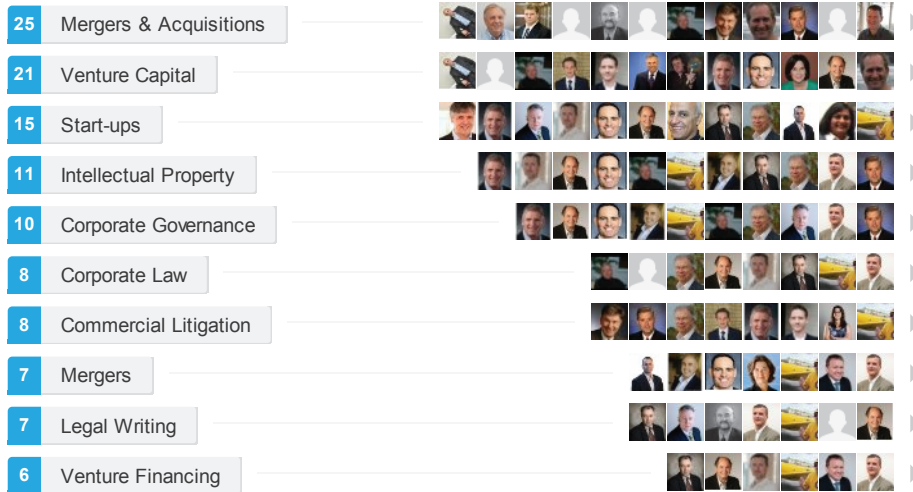 25 Mergers & Acquisitions
21 Venture Capital
15 Start-ups
11 Intellectual Property
10 Corporate Governance
8 Corporate Law
8 Commercial Litigation
7 Mergers
7 Legal Writing
6 Venture Financing